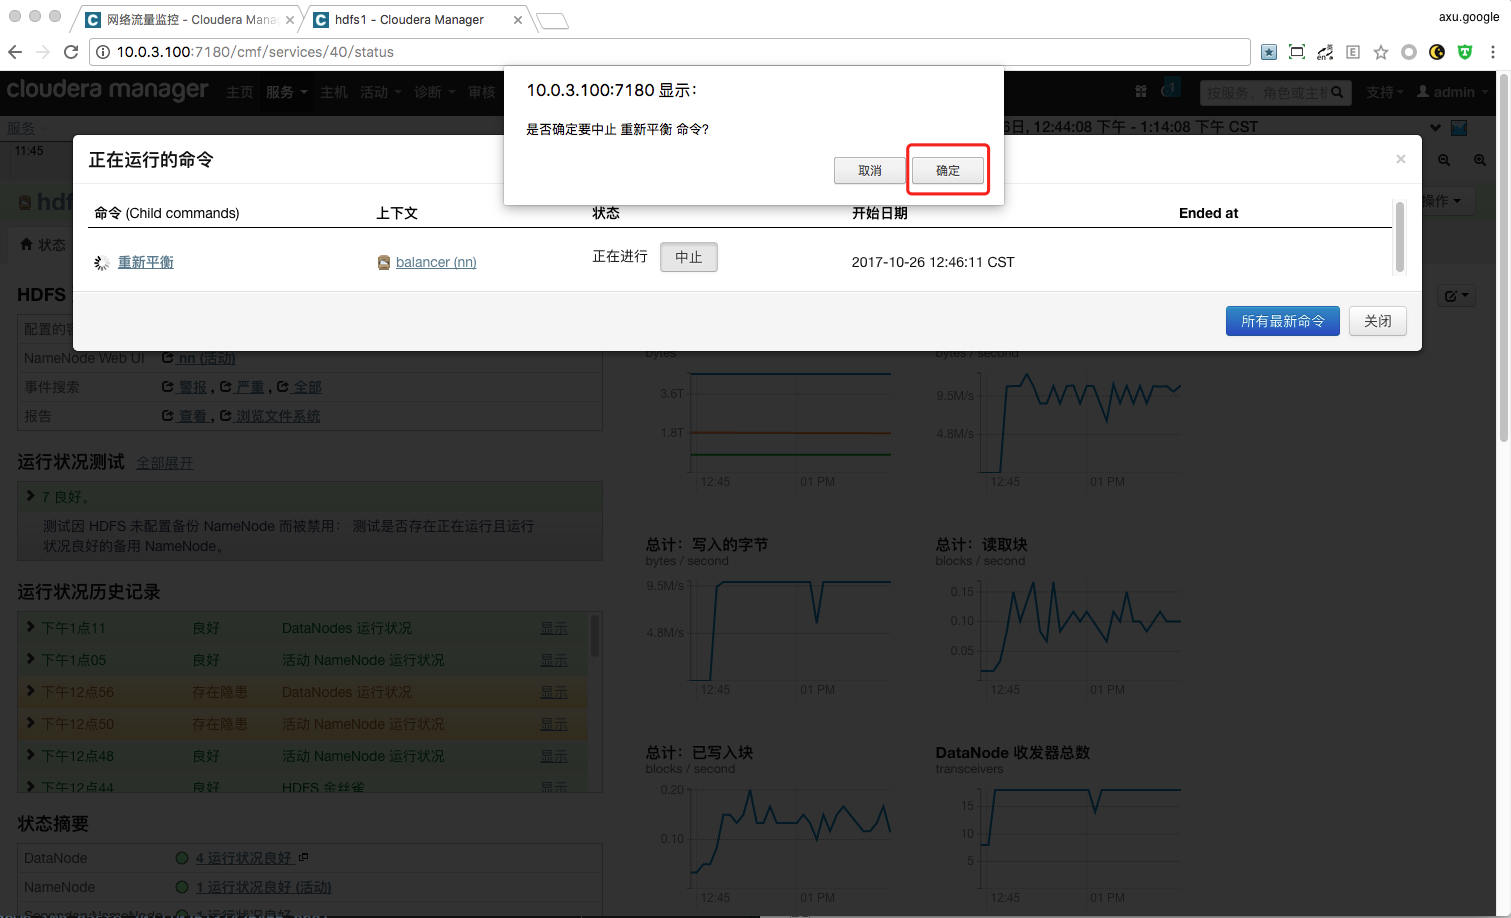 网络流量监控 - Cloudera Mana
hdfs1 - Cloudera Manager
axu.google
10.0.3.100:7180/cmf/services/40/status
cloudera manager
主页
服务
主机
活动
诊断
审核
1
按服务、角色或主机
支持
admin
服务
日, 12:44:08 下午 - 1:14:08 下午 CST
11:45
10.0.3.100:7180 显示:
是否确定要中止 重新平衡 命令?
取消
确定
正在运行的命令
×
命令 (Child commands)
上下文
状态
开始日期
Ended at
重新平衡
balancer (nn)
正在进行
中止
2017-10-26 12:46:11 CST
所有最新命令
关闭
hdf
操作
状态
HDFS
配置的容
NameNode Web UI
nn (活动)
事件搜索
警报 ,
严重 ,
全部
报告
查看 ,
浏览文件系统
运行状况测试 全部展开
7 良好。
测试因 HDFS 未配置备份 NameNode 而被禁用： 测试是否存在正在运行且运行
状况良好的备用 NameNode。
运行状况历史记录
下午1点11 良好 DataNodes 运行状况 显示
下午1点05 良好 活动 NameNode 运行状况 显示
下午12点56 存在隐患 DataNodes 运行状况 显示
下午12点50 存在隐患 活动 NameNode 运行状况 显示
下午12点48 良好 活动 NameNode 运行状况 显示
下午12点44 良好 HDFS 金丝雀 显示
状态摘要
DataNode 4 运行状况良好
NameNode 1 运行状况良好 (活动)
SecondaryNameNode 1 运行状况良好
bytes
3.6T
1.8T
12:45 01 PM
bytes / second
9.5M/s
4.8M/s
12:45 01 PM
总计：写入的字节
bytes / second
9.5M/s
4.8M/s
12:45 01 PM
总计：读取块
blocks / second
0.15
0.10
0.05
12:45 01 PM
总计：已写入块
blocks / second
0.20
0.10
12:45 01 PM
DataNode 收发器总数
transceivers
15
10
5
12:45 01 PM